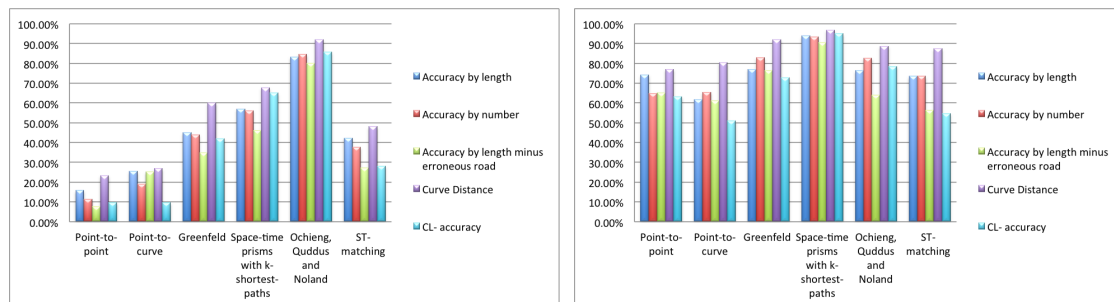 100.00%
90.00%
80.00%
70.00%
60.00%
50.00%
40.00%
30.00%
20.00%
10.00%
0.00%
Point-to-
point
Point-to-
curve
Greenfeld
Space-time
prisms
with k-
shortest-
paths
Ochieng,
Quddus
and
Noland
ST-
matching
Accuracy by length
Accuracy by number
Accuracy by length minus
erroneous road
Curve Distance
CL- accuracy
100.00%
90.00%
80.00%
70.00%
60.00%
50.00%
40.00%
30.00%
20.00%
10.00%
0.00%
Point-to-
point
Point-to-
curve
Greenfeld
Space-time
prisms
with k-
shortest-
paths
Ochieng,
Quddus
and
Noland
ST-
matching
Accuracy by length
Accuracy by number
Accuracy by length minus
erroneous road
Curve Distance
CL- accuracy